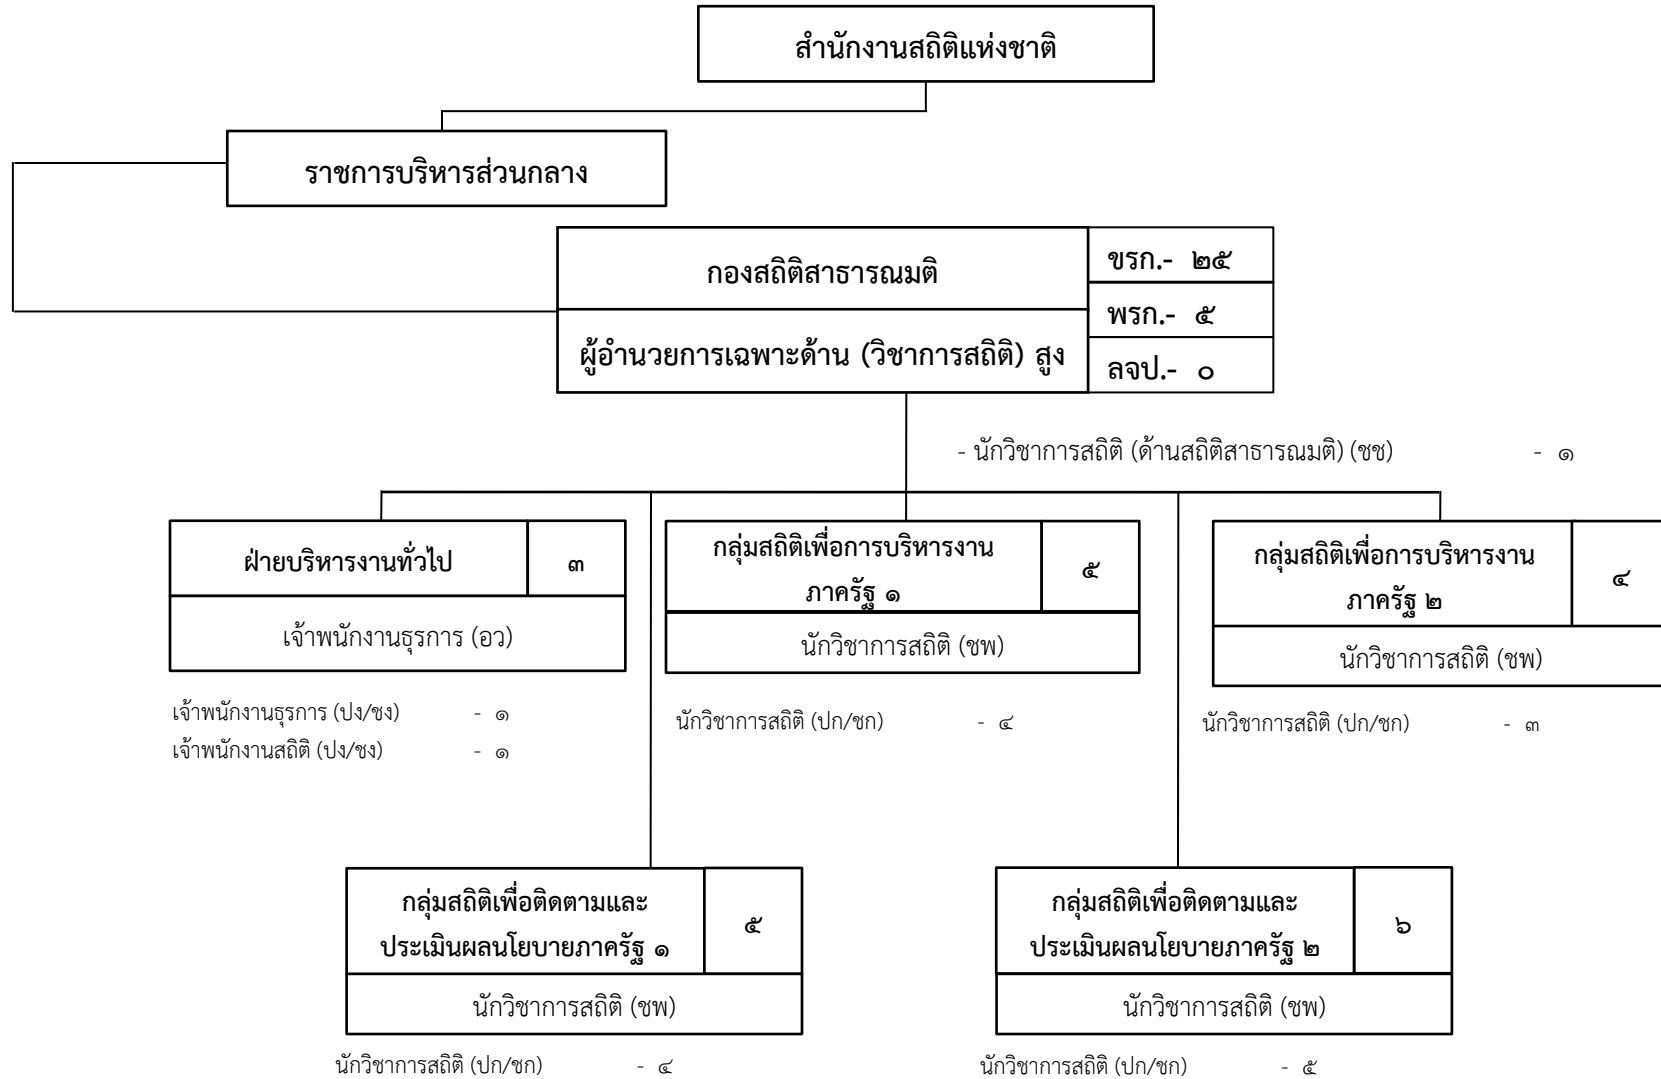 สำนักงานสถิติแห่งชาติ
ราชการบริหารส่วนกลาง
กองสถิติสาธารณมติ
ขรก.- ๒๕
พรก.- ๕
ผู้อำนวยการเฉพาะด้าน (วิชาการสถิติ) สูง
ลจป.- ๐
- นักวิชาการสถิติ (ด้านสถิติสาธารณมติ) (ชช) - ๑
ฝ่ายบริหารงานทั่วไป ๓
เจ้าพนักงานธุรการ (อว)
เจ้าพนักงานธุรการ (ปง/ชง) - ๑
เจ้าพนักงานสถิติ (ปง/ชง) - ๑
กลุ่มสถิติเพื่อการบริหารงาน
ภาครัฐ ๑
๕
นักวิชาการสถิติ (ชพ)
นักวิชาการสถิติ (ปก/ชก) - ๔
กลุ่มสถิติเพื่อการบริหารงาน
ภาครัฐ ๒
๔
นักวิชาการสถิติ (ชพ)
นักวิชาการสถิติ (ปก/ชก) - ๓
กลุ่มสถิติเพื่อติดตามและ
ประเมินผลนโยบายภาครัฐ ๑
๕
นักวิชาการสถิติ (ชพ)
นักวิชาการสถิติ (ปก/ชก) - ๔
กลุ่มสถิติเพื่อติดตามและ
ประเมินผลนโยบายภาครัฐ ๒
๖
นักวิชาการสถิติ (ชพ)
นักวิชาการสถิติ (ปก/ชก) - ๕